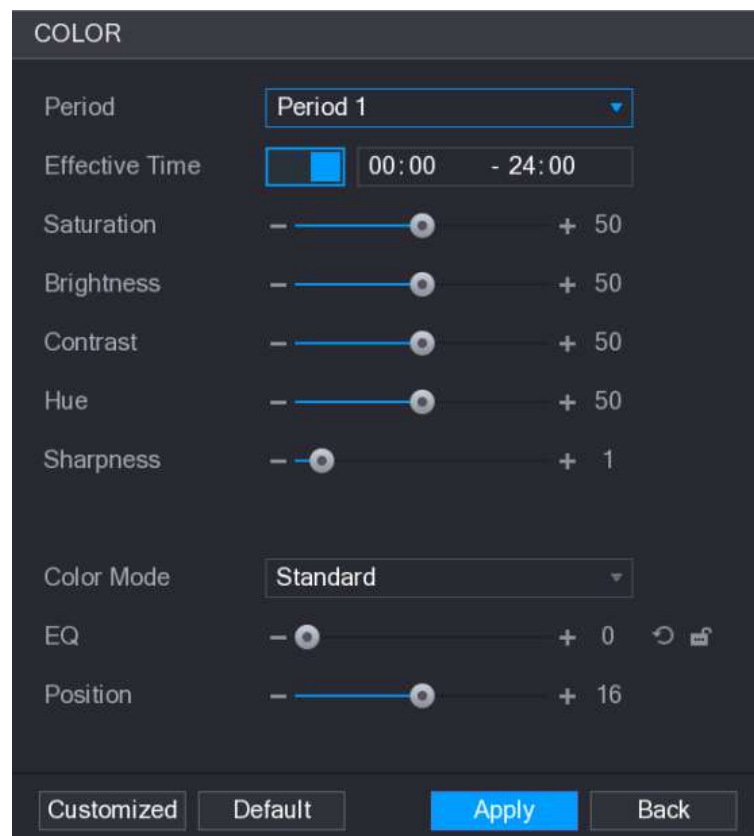 COLOR
Period Period 1
Effective Time 00:00 - 24:00
Saturation - + 50
Brightness - + 50
Contrast - + 50
Hue - + 50
Sharpness - + 1
Color Mode Standard
EQ - + 0
Position - + 16
Customized Default Apply Back